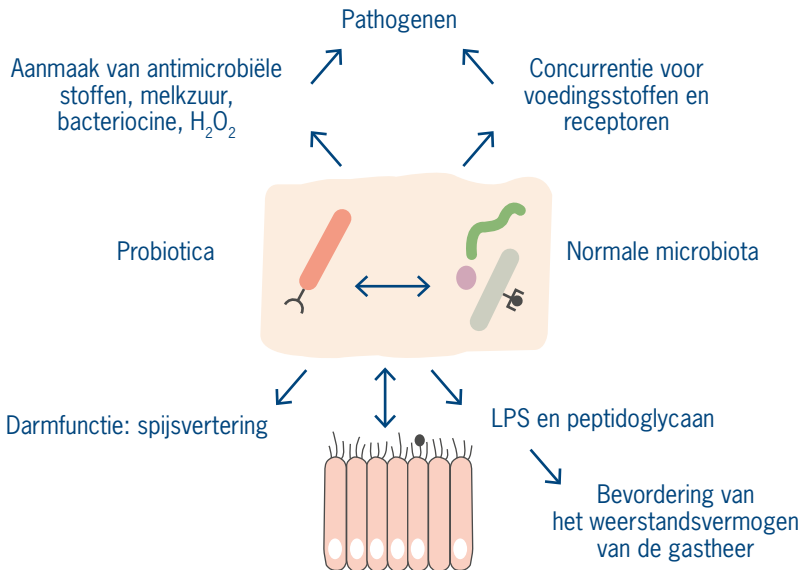 Pathogenen
Aanmaak van antimicrobiële
stoffen, melkzuur,
bacteriocine, H₂O₂
Concurrentie voor
voedingsstoffen en
receptoren
Probiotica
Normale microbiota
Darmfunctie: spijsvertering
LPS en peptidoglycaan
Bevordering van
het weerstandsvermogen
van de gastheer